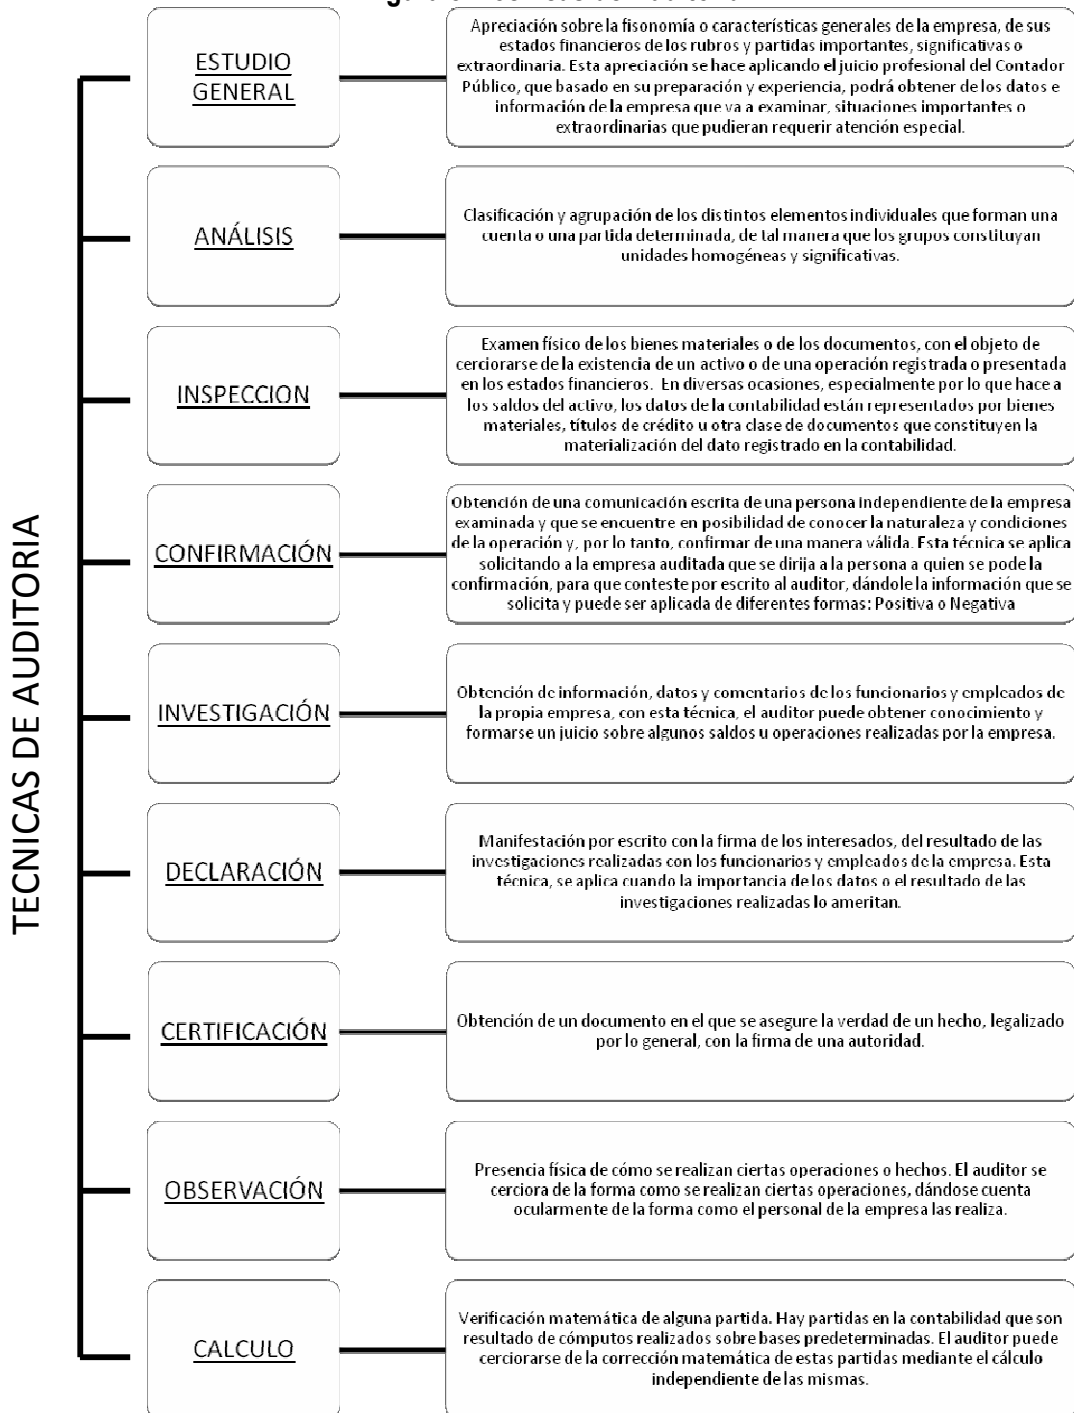 ESTUDIO
GENERAL
Apreciación sobre la fisonomía o características generales de la empresa, de sus
estados financieros de los rubros y partidas importantes, significativas o
extraordinaria. Esta apreciación se hace aplicando el juicio profesional del Contador
Público, que basado en su preparación y experiencia, podrá obtener de los datos e
información de la empresa que va a examinar, situaciones importantes o
extraordinarias que pudieran requerir atención especial.
ANÁLISIS
Clasificación y agrupación de los distintos elementos individuales que forman una
cuenta o una partida determinada, de tal manera que los grupos constituyan
unidades homogéneas y significativas.
INSPECCION
Examen físico de los bienes materiales o de los documentos, con el objeto de
cerciorarse de la existencia de un activo o de una operación registrada o presentada
en los estados financieros. En diversas ocasiones, especialmente por lo que hace a
los saldos del activo, los datos de la contabilidad están representados por bienes
materiales, títulos de crédito u otra clase de documentos que constituyen la
materialización del dato registrado en la contabilidad.
TECNICAS DE AUDITORIA
CONFIRMACIÓN
Obtención de una comunicación escrita de una persona independiente de la empresa
examinada y que se encuentre en posibilidad de conocer la naturaleza y condiciones
de la operación y, por lo tanto, confirmar de una manera válida. Esta técnica se aplica
solicitando a la empresa auditada que se dirija a la persona a quien se pode la
confirmación, para que conteste por escrito al auditor, dándole la información que se
solicita y puede ser aplicada de diferentes formas: Positiva o Negativa
INVESTIGACIÓN
Obtención de información, datos y comentarios de los funcionarios y empleados de
la propia empresa, con esta técnica, el auditor puede obtener conocimiento y
formarse un juicio sobre algunos saldos u operaciones realizadas por la empresa.
DECLARACIÓN
Manifestación por escrito con la firma de los interesados, del resultado de las
investigaciones realizadas con los funcionarios y empleados de la empresa. Esta
técnica, se aplica cuando la importancia de los datos o el resultado de las
investigaciones realizadas lo ameritan.
CERTIFICACIÓN
Obtención de un documento en el que se asegure la verdad de un hecho, legalizado
por lo general, con la firma de una autoridad.
OBSERVACIÓN
Presencia física de cómo se realizan ciertas operaciones o hechos. El auditor se
cerciora de la forma como se realizan ciertas operaciones, dándose cuenta
ocularmente de la forma como el personal de la empresa las realiza.
CALCULO
Verificación matemática de alguna partida. Hay partidas en la contabilidad que son
resultado de cómputos realizados sobre bases predeterminadas. El auditor puede
cerciorarse de la corrección matemática de estas partidas mediante el cálculo
independiente de las mismas.